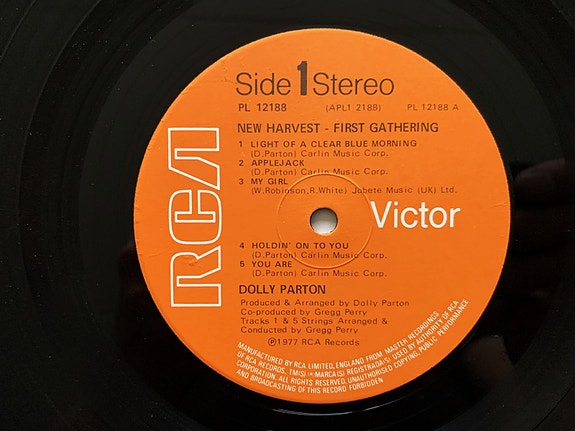 Side 1 Stereo
PL 12188 (APL1 2188) PL 12188 A
NEW HARVEST - FIRST GATHERING
1 LIGHT OF A CLEAR BLUE MORNING
(D.Parton) Carlin Music Corp.
2 APPLEJACK
(D.Parton) Carlin Music Corp.
3 MY GIRL
(W.Robinson,R.White) Jobete Music (UK) Ltd.
RCA
Victor
4 HOLDIN' ON TO YOU
(D.Parton) Carlin Music Corp.
5 YOU ARE
(D.Parton) Carlin Music Corp.
DOLLY PARTON
Produced & Arranged by Dolly Parton
Co-produced by Gregg Perry
Tracks 1 & 5 Strings Arranged &
Conducted by Gregg Perry
℗1977 RCA Records
MANUFACTURED BY RCA LIMITED, ENGLAND FROM MASTER RECORDINGS
OF RCA RECORDS, TM(S) ® MARCA(S) REGISTRADA(S) USED BY AUTHORITY OF RCA
CORPORATION. ALL RIGHTS RESERVED, UNAUTHORISED COPYING, PUBLIC PERFORMANCE
AND BROADCASTING OF THIS RECORD FORBIDDEN